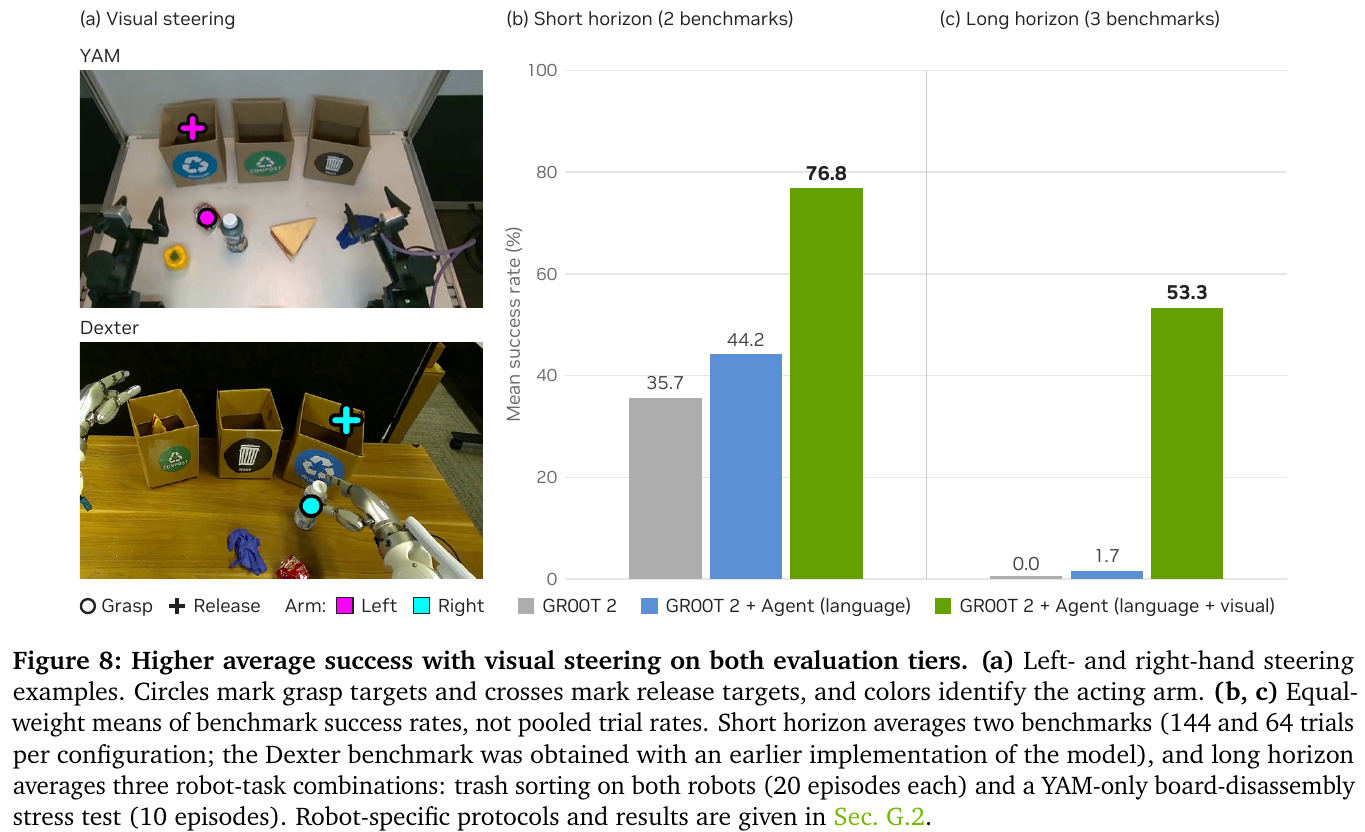 (a) Visual steering
(b) Short horizon (2 benchmarks)
(c) Long horizon (3 benchmarks)
YAM
COMPOST
Dexter
COMPOST
Mean success rate (%)
100
80
60
40
20
0
35.7
44.2
76.8
0.0
1.7
53.3
Grasp
Release
Arm:
Left
Right
GR00T 2
GR00T 2 + Agent (language)
GR00T 2 + Agent (language + visual)
Figure 8: Higher average success with visual steering on both evaluation tiers. (a) Left- and right-hand steering
examples. Circles mark grasp targets and crosses mark release targets, and colors identify the acting arm. (b, c) Equal-
weight means of benchmark success rates, not pooled trial rates. Short horizon averages two benchmarks (144 and 64 trials
per configuration; the Dexter benchmark was obtained with an earlier implementation of the model), and long horizon
averages three robot-task combinations: trash sorting on both robots (20 episodes each) and a YAM-only board-disassembly
stress test (10 episodes). Robot-specific protocols and results are given in Sec. G.2.